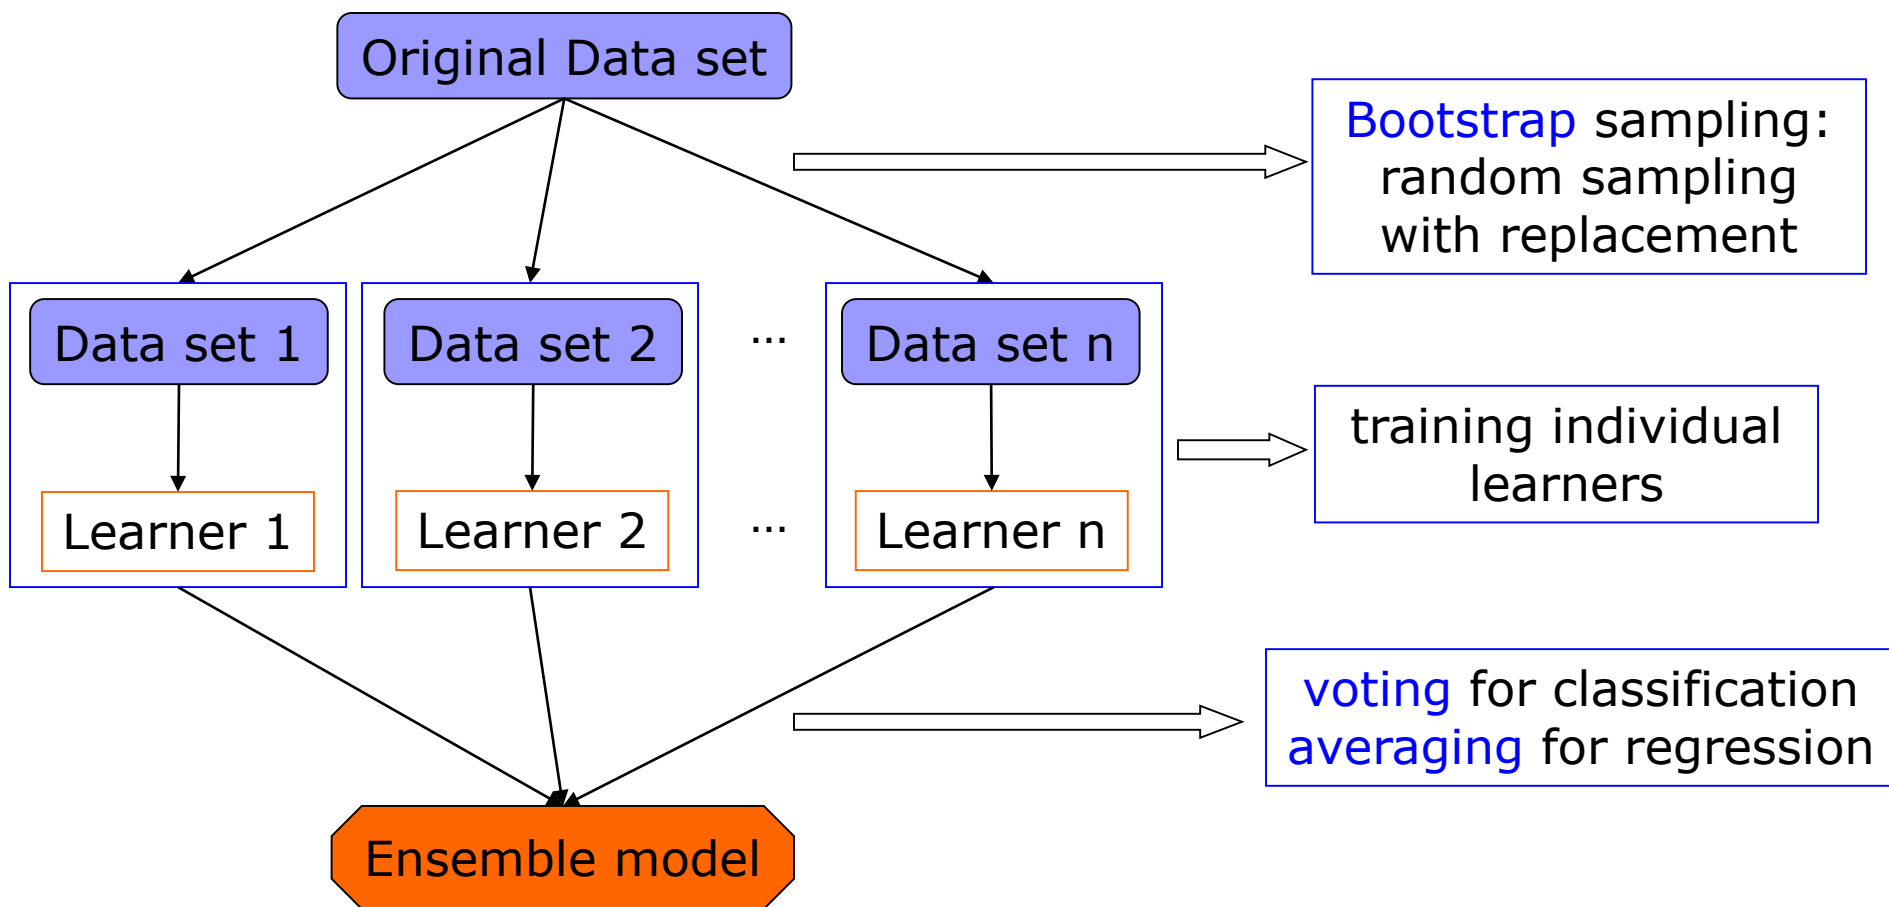 Original Data set
Bootstrap sampling:
random sampling
with replacement
Data set 1
Data set 2
...
Data set n
training individual
learners
Learner 1
Learner 2
...
Learner n
voting for classification
averaging for regression
Ensemble model